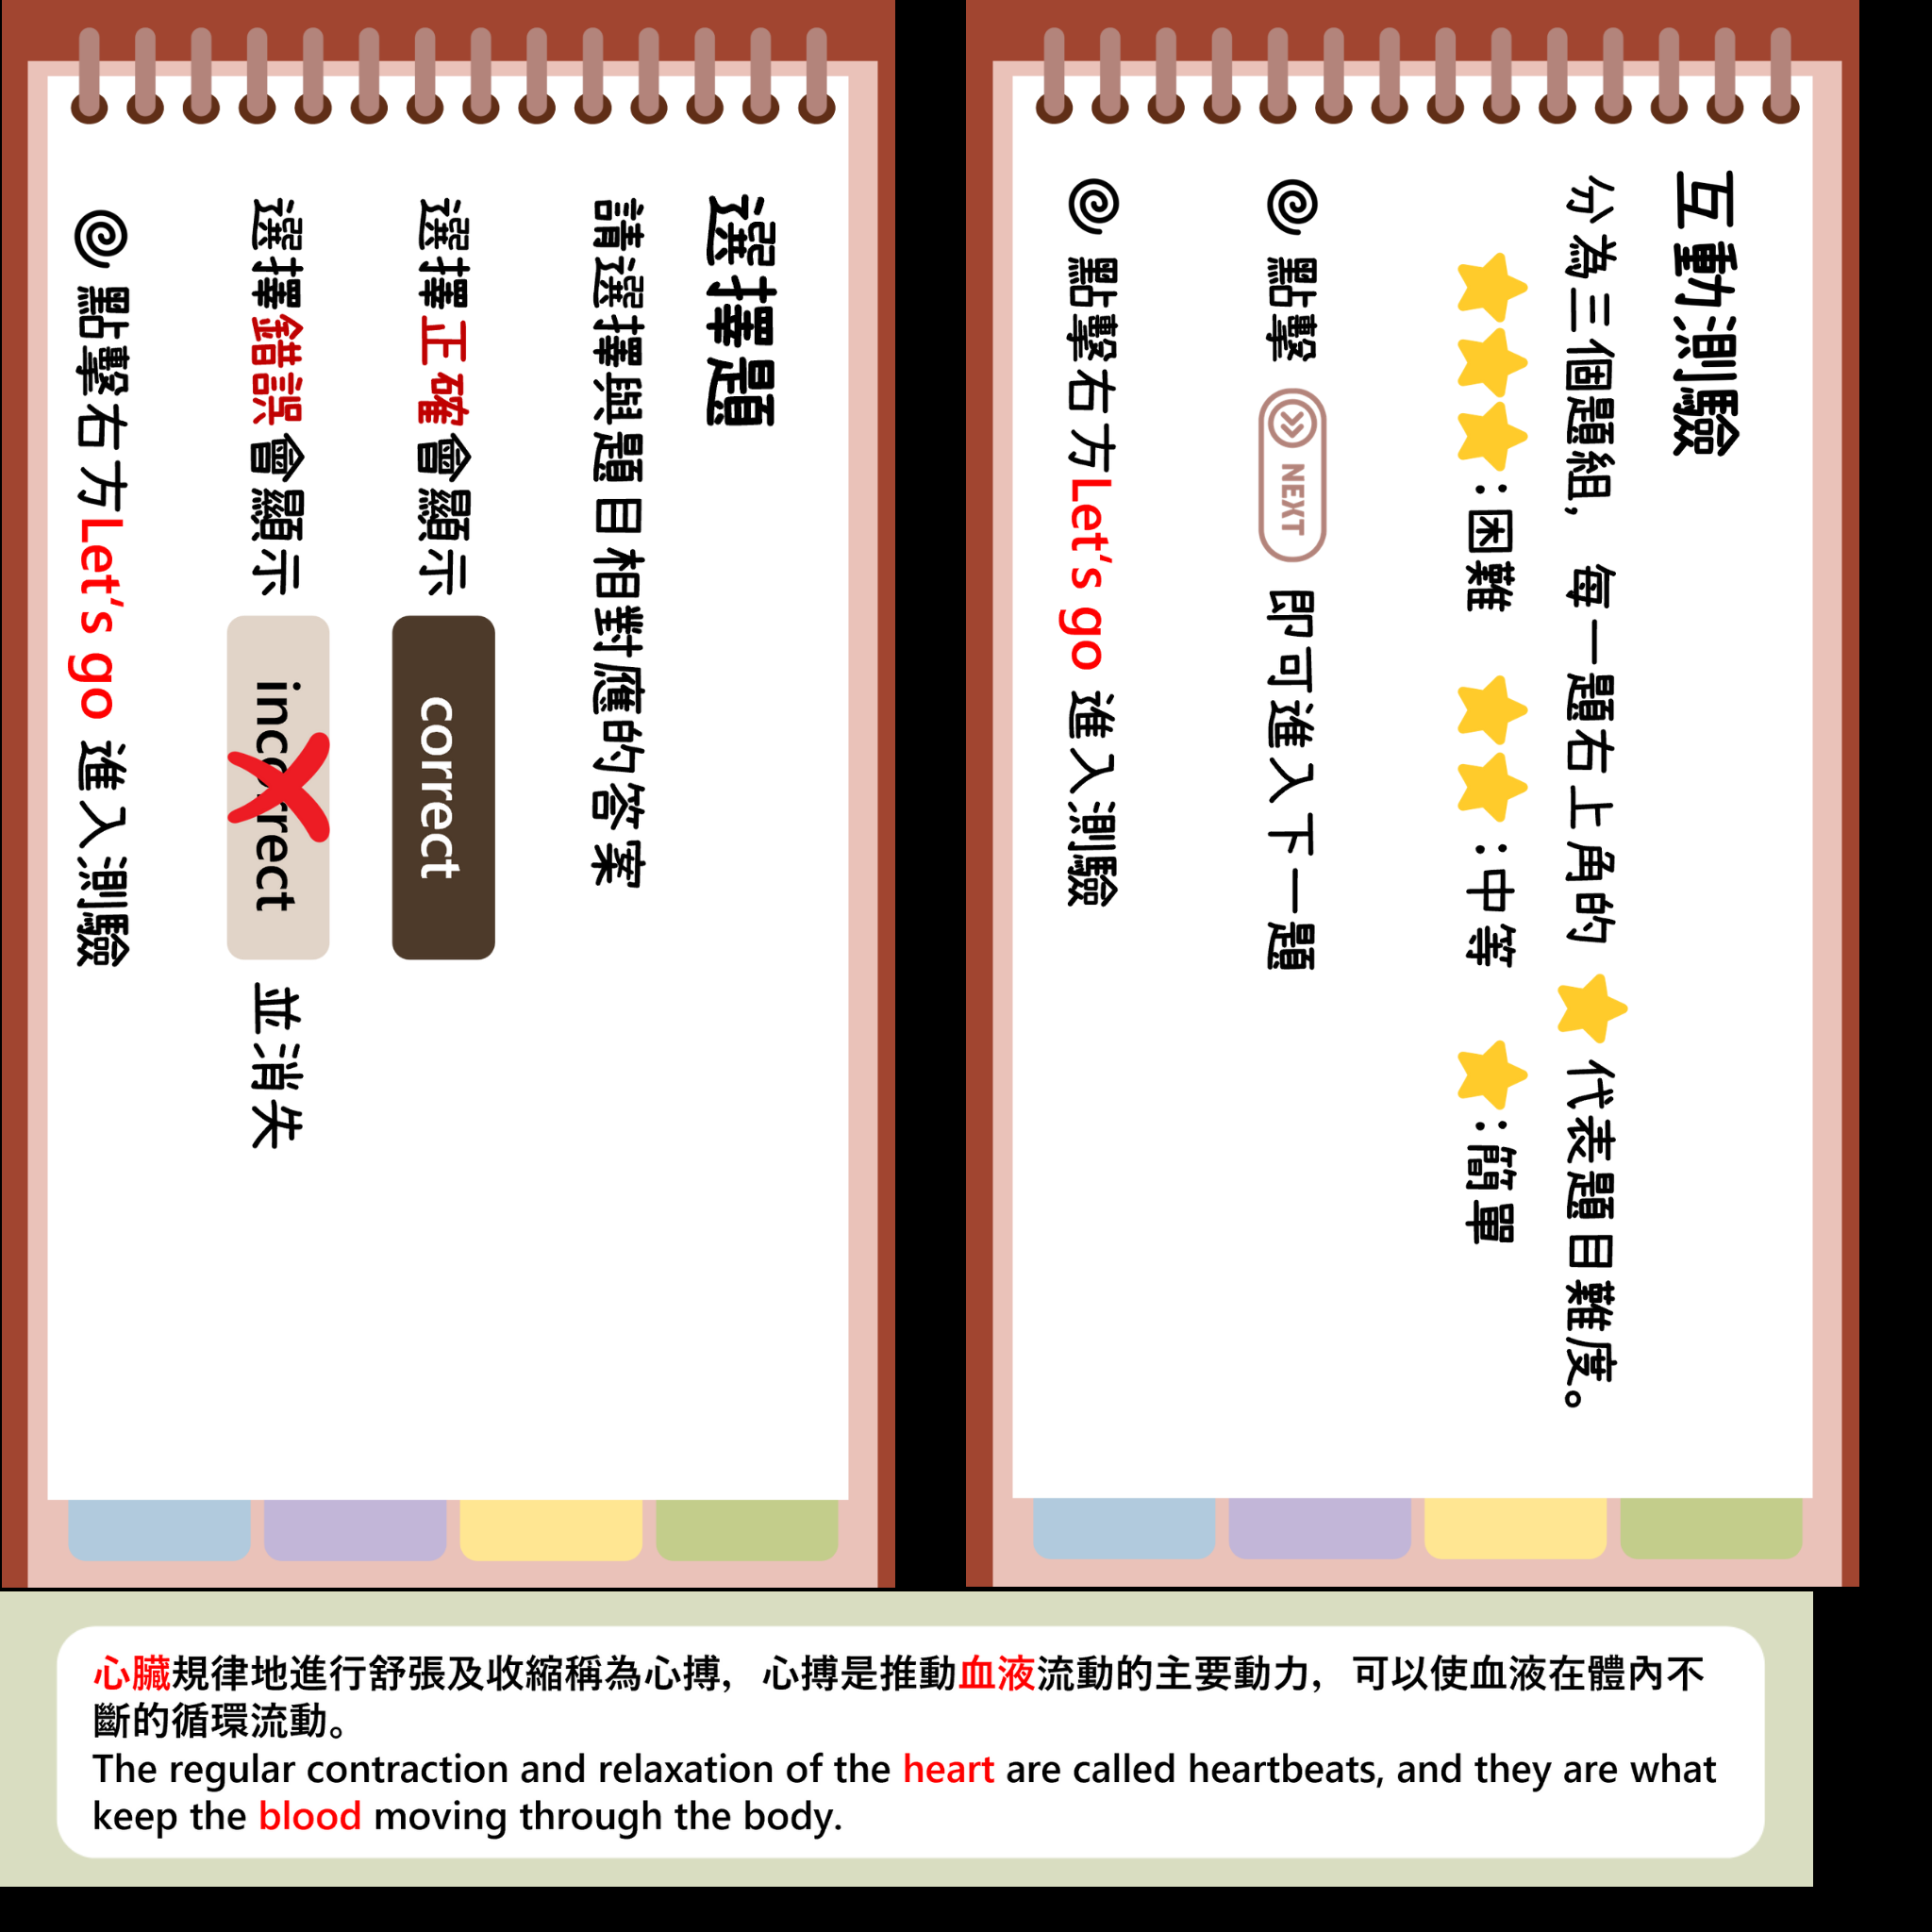 選擇題
請選擇與題目相對應的答案
選擇正確會顯示 correct
選擇錯誤會顯示 incorrect 並消失
點擊右方Let's go 進入測驗
互動測驗
分為三個題組，每一題右上角的 代表題目難度。
:困難 :中等 :簡單
點擊 NEXT 即可進入下一題
點擊右方Let's go 進入測驗
心臟規律地進行舒張及收縮稱為心搏，心搏是推動血液流動的主要動力，可以使血液在體內不
斷的循環流動。
The regular contraction and relaxation of the heart are called heartbeats, and they are what
keep the blood moving through the body.